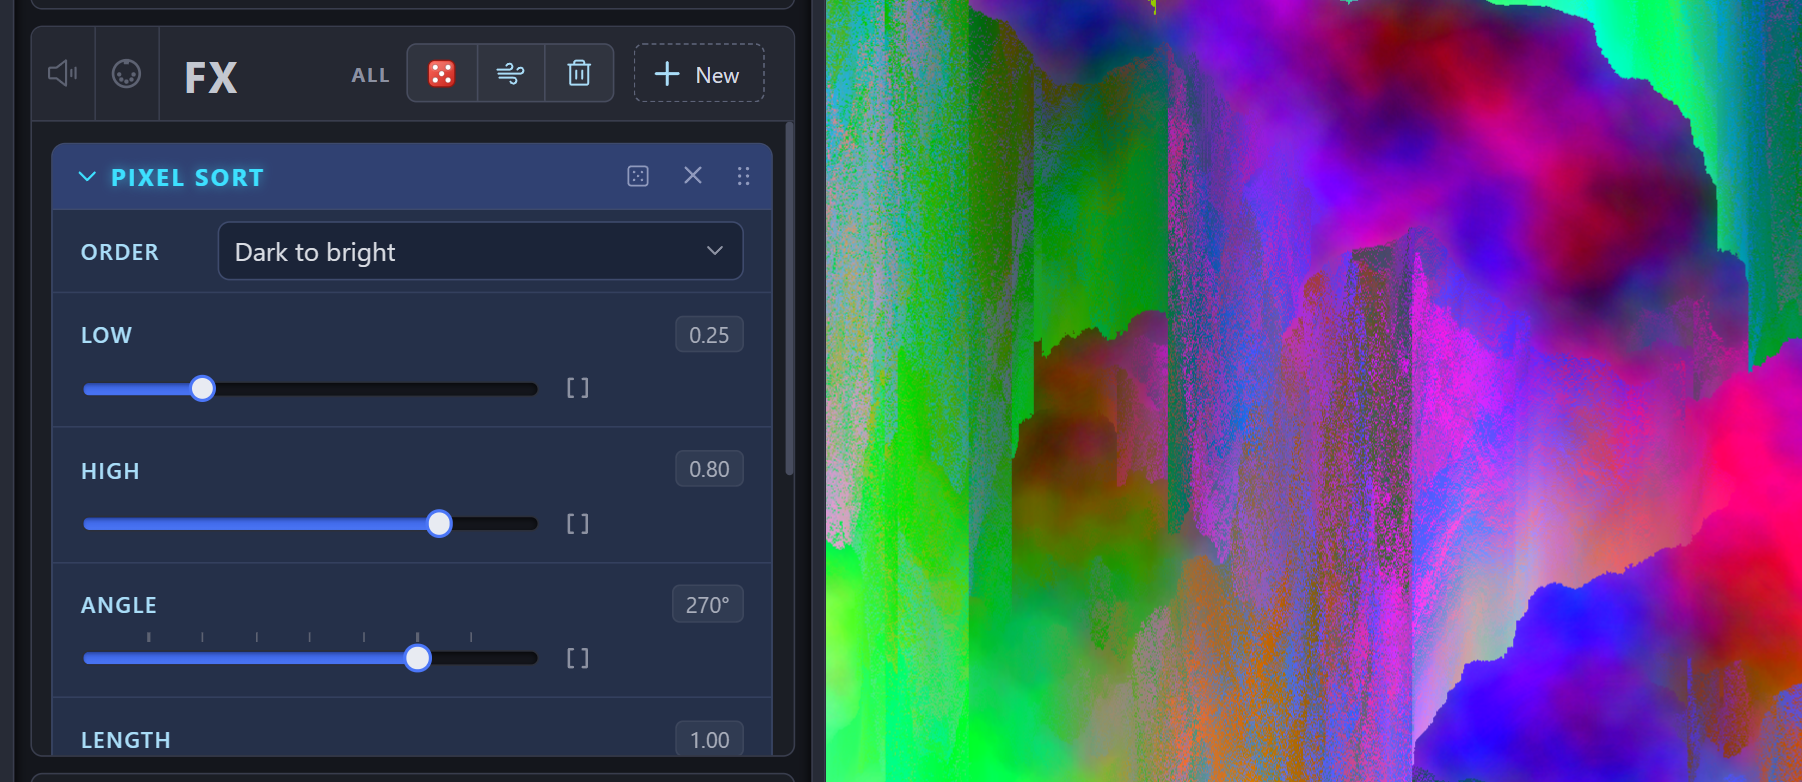 FX
ALL
New
PIXEL SORT
ORDER
Dark to bright
LOW
0.25
HIGH
0.80
ANGLE
270°
LENGTH
1.00